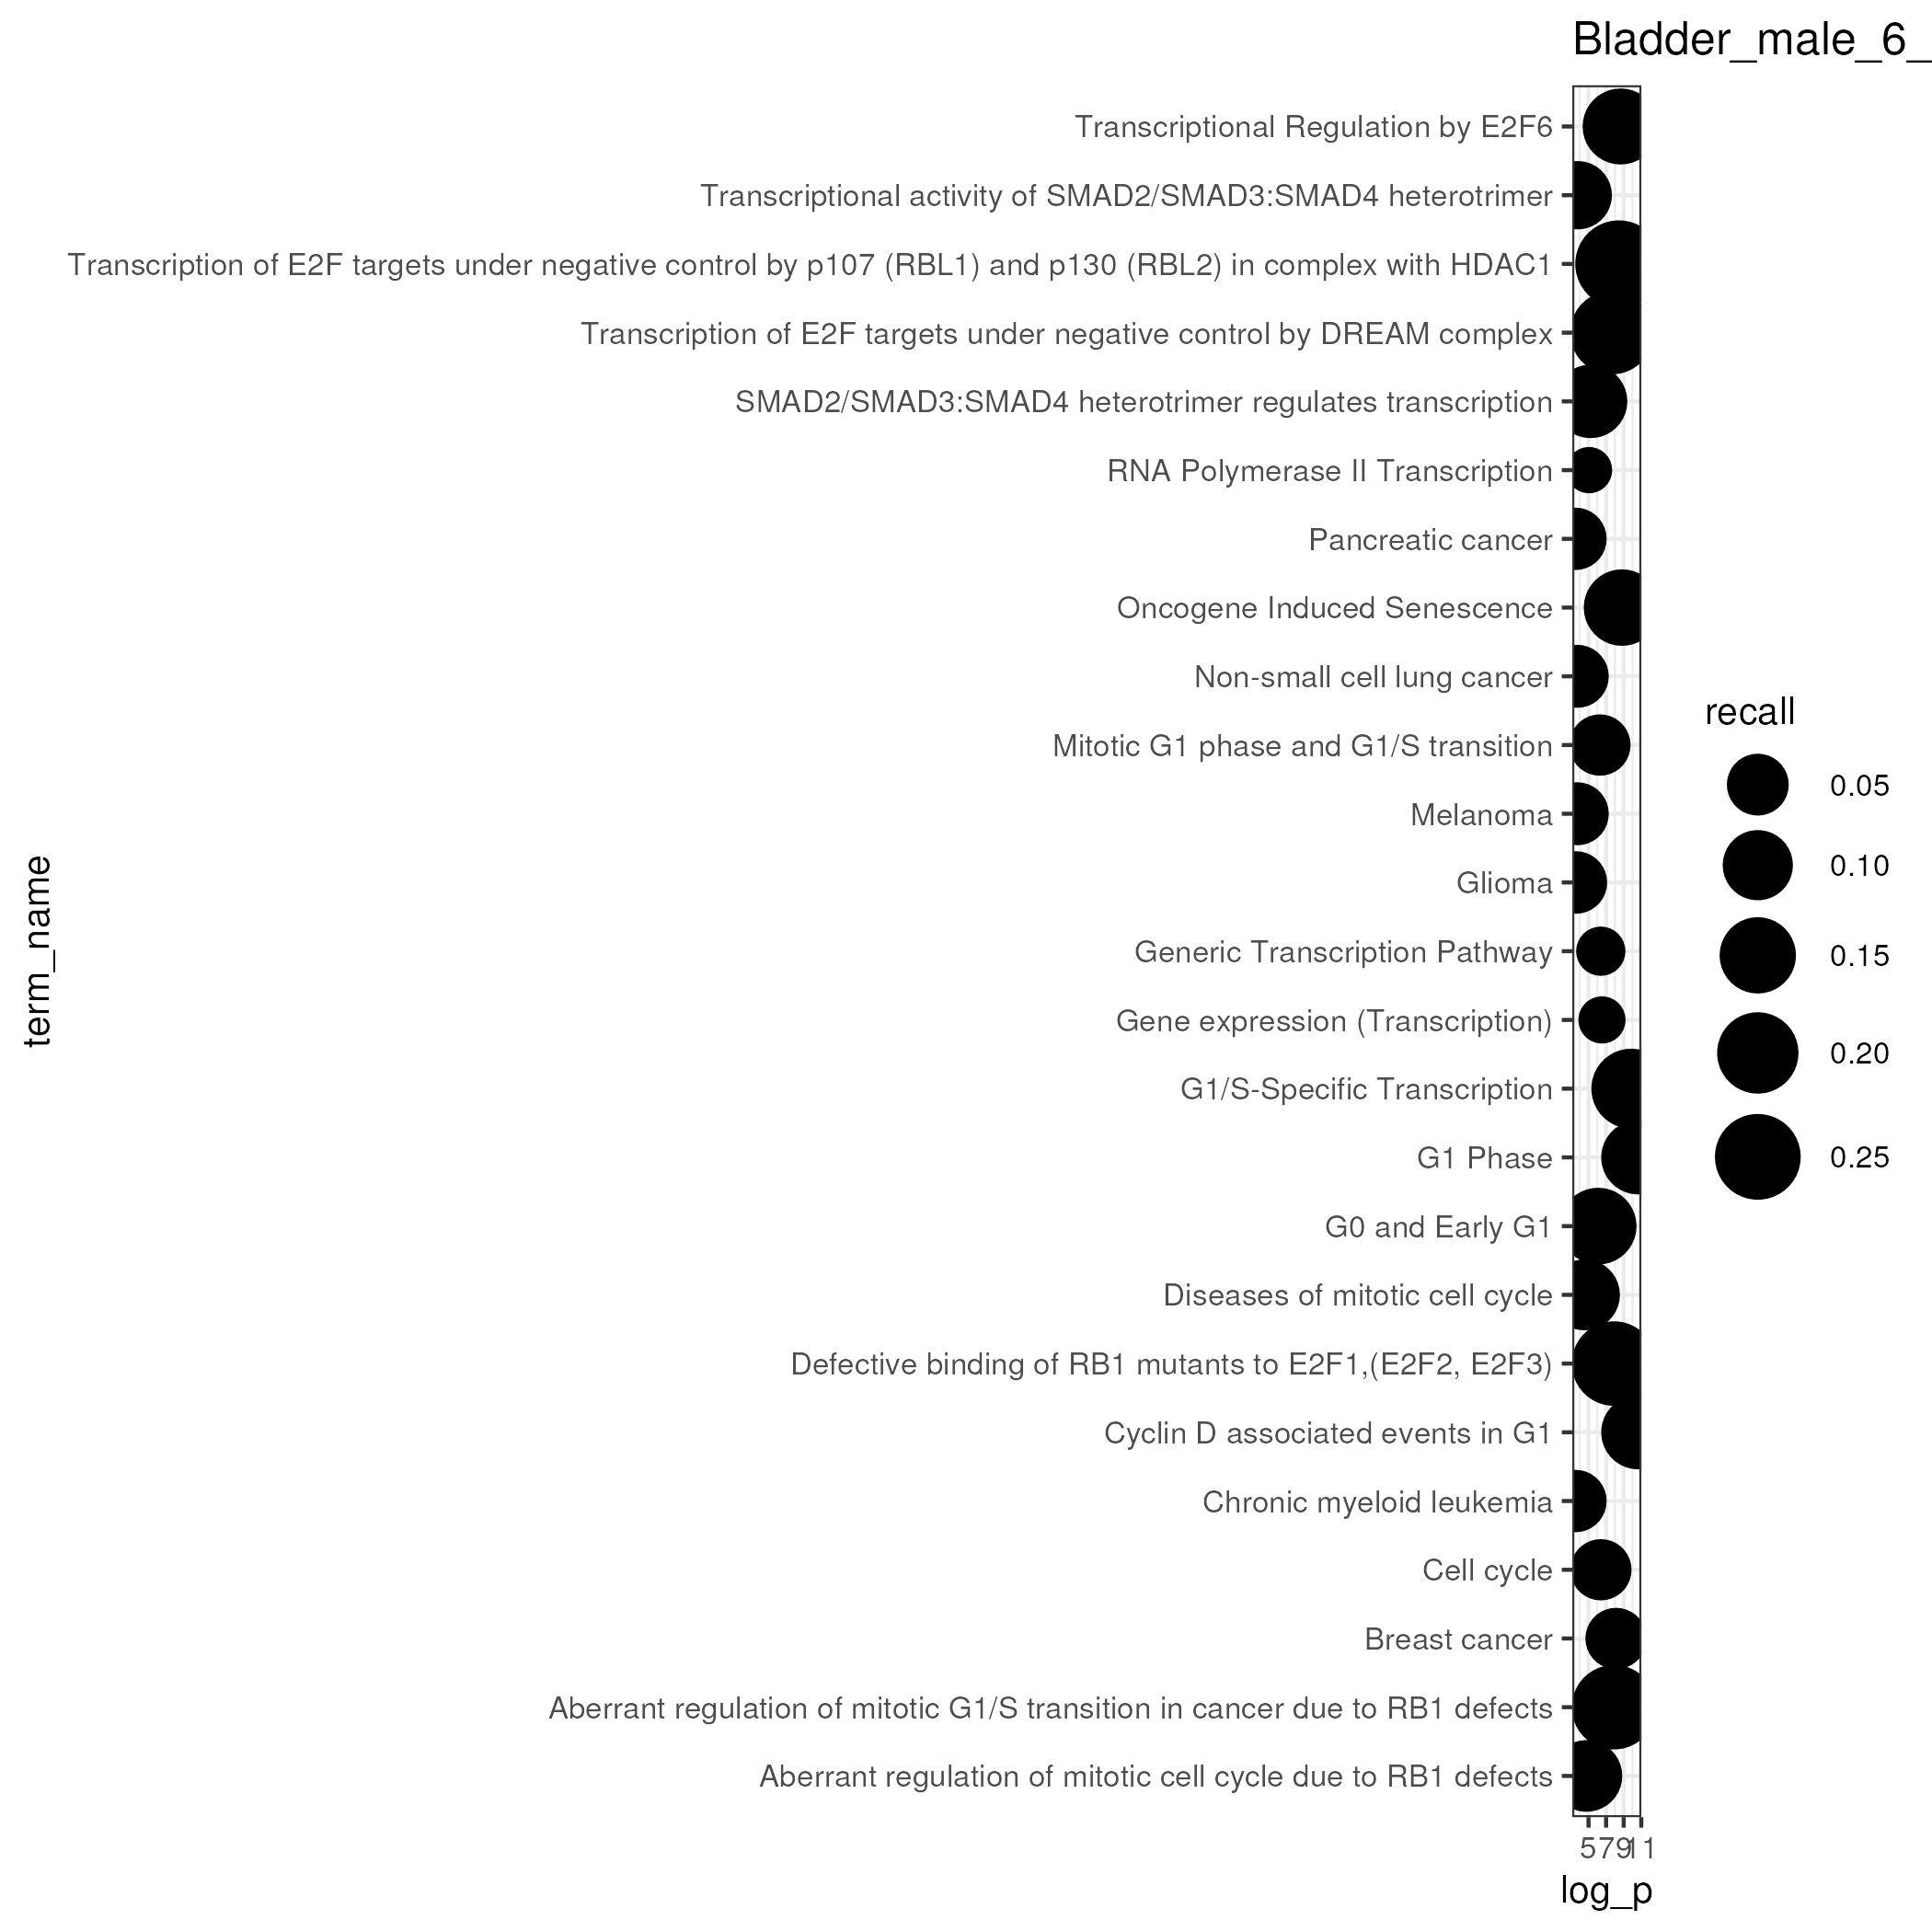 Bladder_male_6_
Transcriptional Regulation by E2F6
Transcriptional activity of SMAD2/SMAD3:SMAD4 heterotrimer
Transcription of E2F targets under negative control by p107 (RBL1) and p130 (RBL2) in complex with HDAC1
Transcription of E2F targets under negative control by DREAM complex
SMAD2/SMAD3:SMAD4 heterotrimer regulates transcription
RNA Polymerase II Transcription
Pancreatic cancer
Oncogene Induced Senescence
Non-small cell lung cancer
Mitotic G1 phase and G1/S transition
Melanoma
Glioma
Generic Transcription Pathway
Gene expression (Transcription)
G1/S-Specific Transcription
G1 Phase
G0 and Early G1
Diseases of mitotic cell cycle
Defective binding of RB1 mutants to E2F1,(E2F2, E2F3)
Cyclin D associated events in G1
Chronic myeloid leukemia
Cell cycle
Breast cancer
Aberrant regulation of mitotic G1/S transition in cancer due to RB1 defects
Aberrant regulation of mitotic cell cycle due to RB1 defects
term_name
5 7 9 11
log_p
recall
0.05
0.10
0.15
0.20
0.25